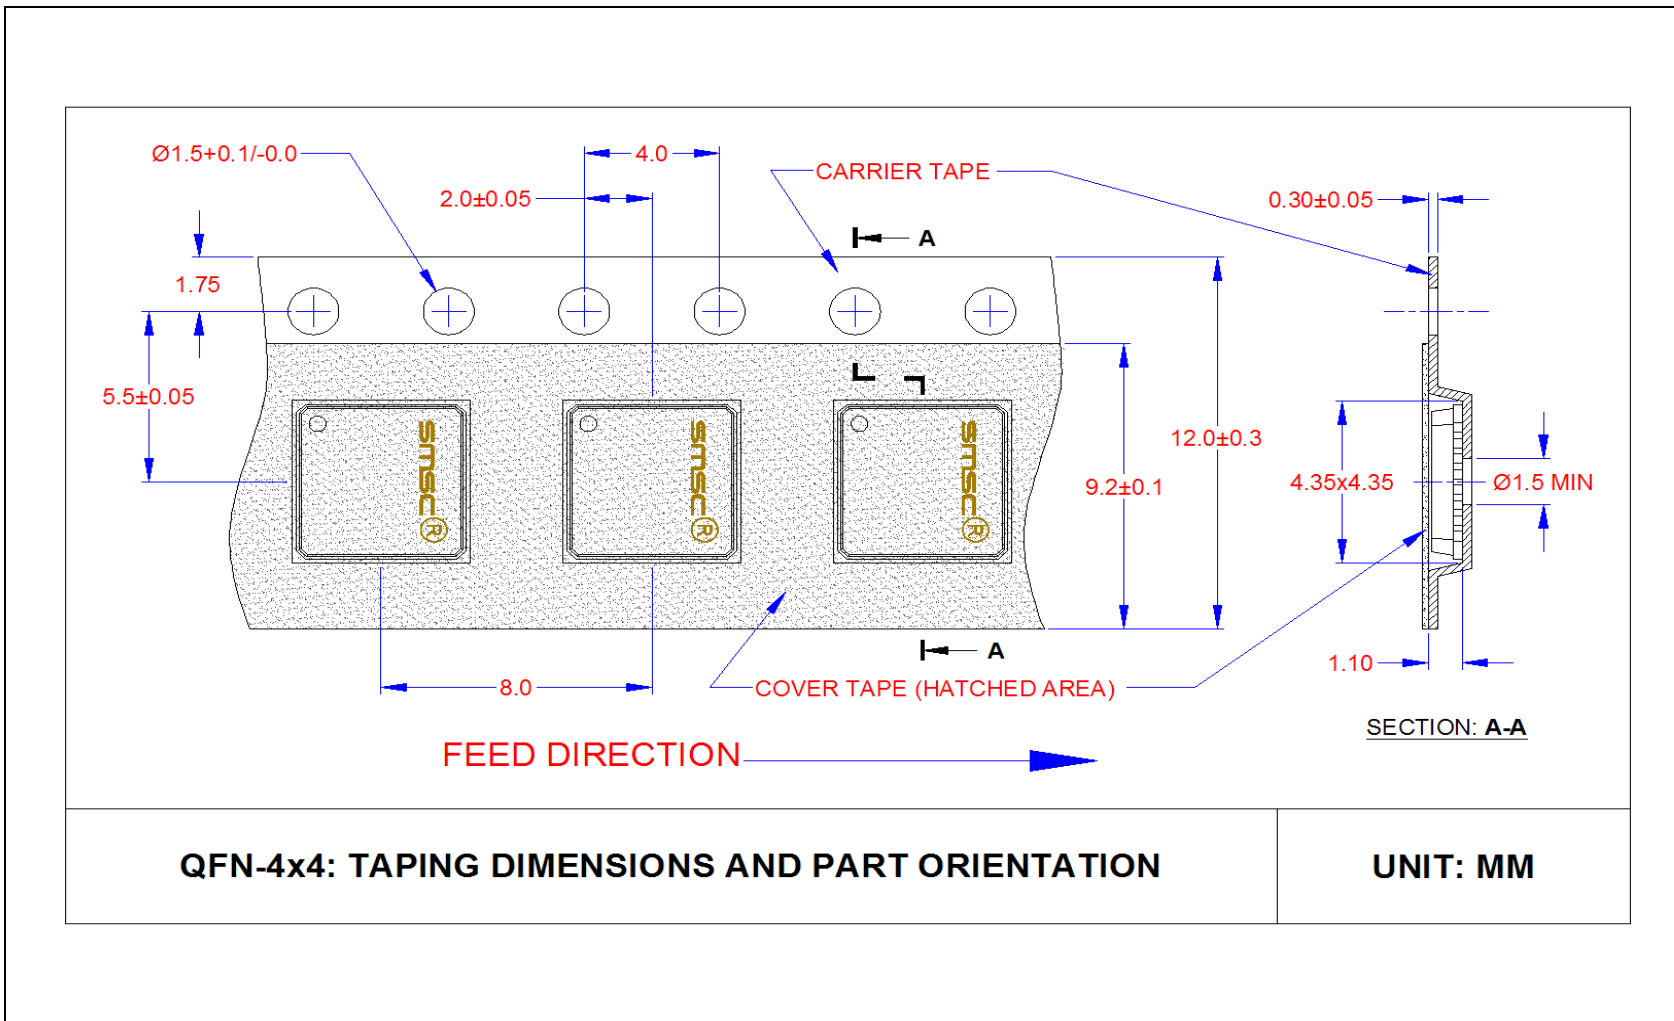 Ø1.5+0.1/-0.0
4.0
CARRIER TAPE
2.0±0.05
0.30±0.05
A
1.75
5.5±0.05
smsc®
smsc®
smsc®
12.0±0.3
9.2±0.1
4.35x4.35
Ø1.5 MIN
A
1.10
8.0
COVER TAPE (HATCHED AREA)
SECTION: A-A
FEED DIRECTION
QFN-4x4: TAPING DIMENSIONS AND PART ORIENTATION
UNIT: MM